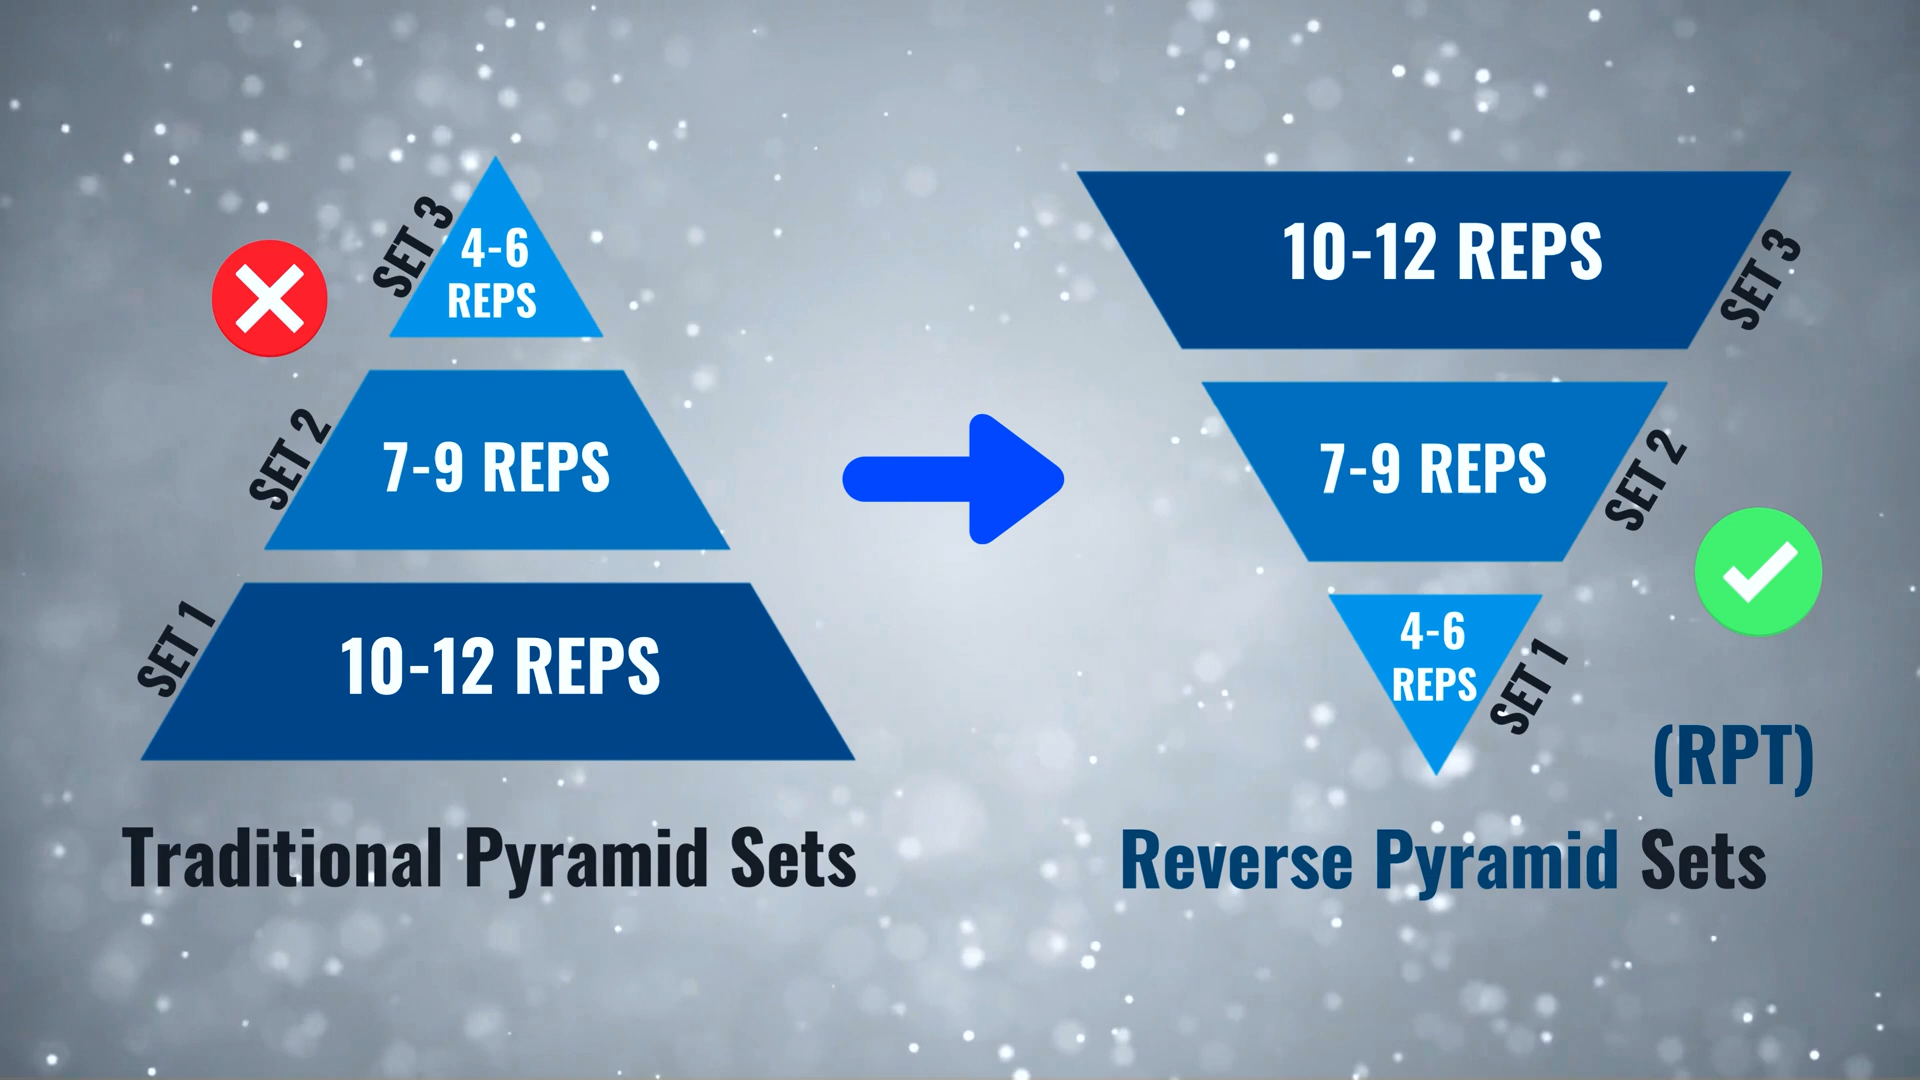 SET 3
4-6
REPS
SET 2
7-9 REPS
SET 1
10-12 REPS
Traditional Pyramid Sets
10-12 REPS
SET 3
7-9 REPS
SET 2
4-6
REPS
SET 1
(RPT)
Reverse Pyramid Sets